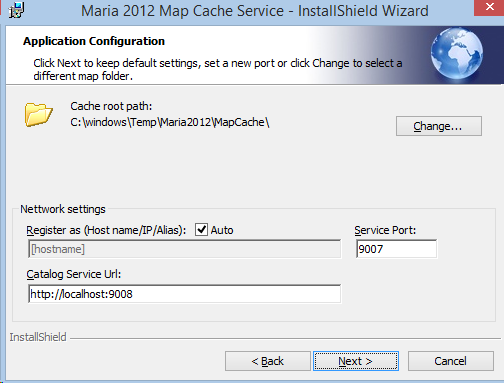 Maria 2012 Map Cache Service - InstallShield Wizard
Application Configuration
Click Next to keep default settings, set a new port or click Change to select a
different map folder.
Cache root path:
C:\windows\Temp\Maria2012\MapCache\
Change...
Nettwork settings
Register as (Host name/IP/Alias):
Auto
Service Port:
[hostname]
9007
Catalog Service Url:
http://localhost:9008
InstallShield
< Back
Next >
Cancel